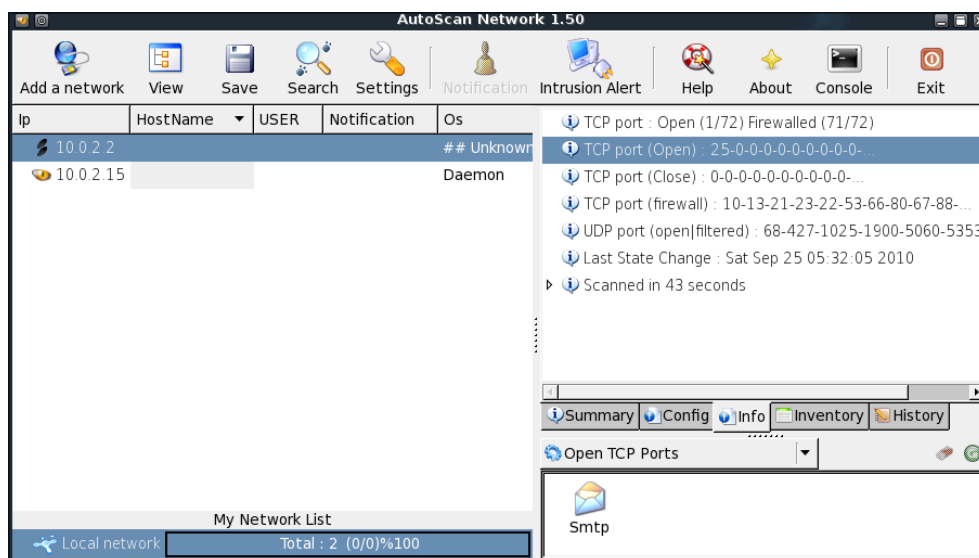 AutoScan Network 1.50
Add a network View Save Search Settings Notification Intrusion Alert Help About Console Exit
Ip HostName USER Notification Os
10.0.2.2 ## Unknown
10.0.2.15 Daemon
My Network List
Local network Total : 2 (0/0)%100
TCP port : Open (1/72) Firewalled (71/72)
TCP port (Open) : 25-0-0-0-0-0-0-0-0-0-...
TCP port (Close) : 0-0-0-0-0-0-0-0-0-0-...
TCP port (firewall) : 10-13-21-23-22-53-66-80-67-88-...
UDP port (open|filtered) : 68-427-1025-1900-5060-5353
Last State Change : Sat Sep 25 05:32:05 2010
Scanned in 43 seconds
Summary Config Info Inventory History
Open TCP Ports
Smtp